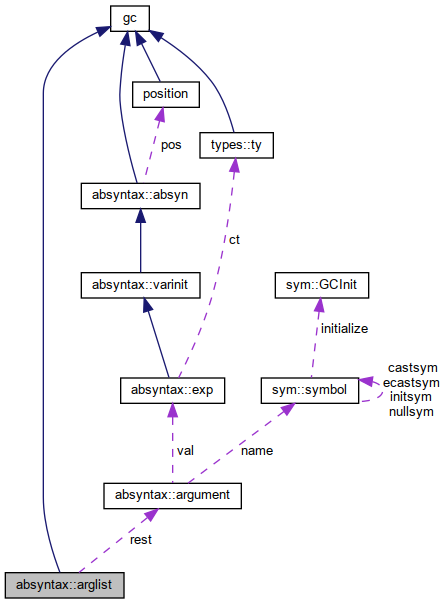 gc
position
types::ty
pos
absyntax::absyn
ct
absyntax::varinit
sym::GCInit
initialize
castsym
ecastsym
initsym
nullsym
absyntax::exp
sym::symbol
val
name
absyntax::argument
rest
absyntax::arglist